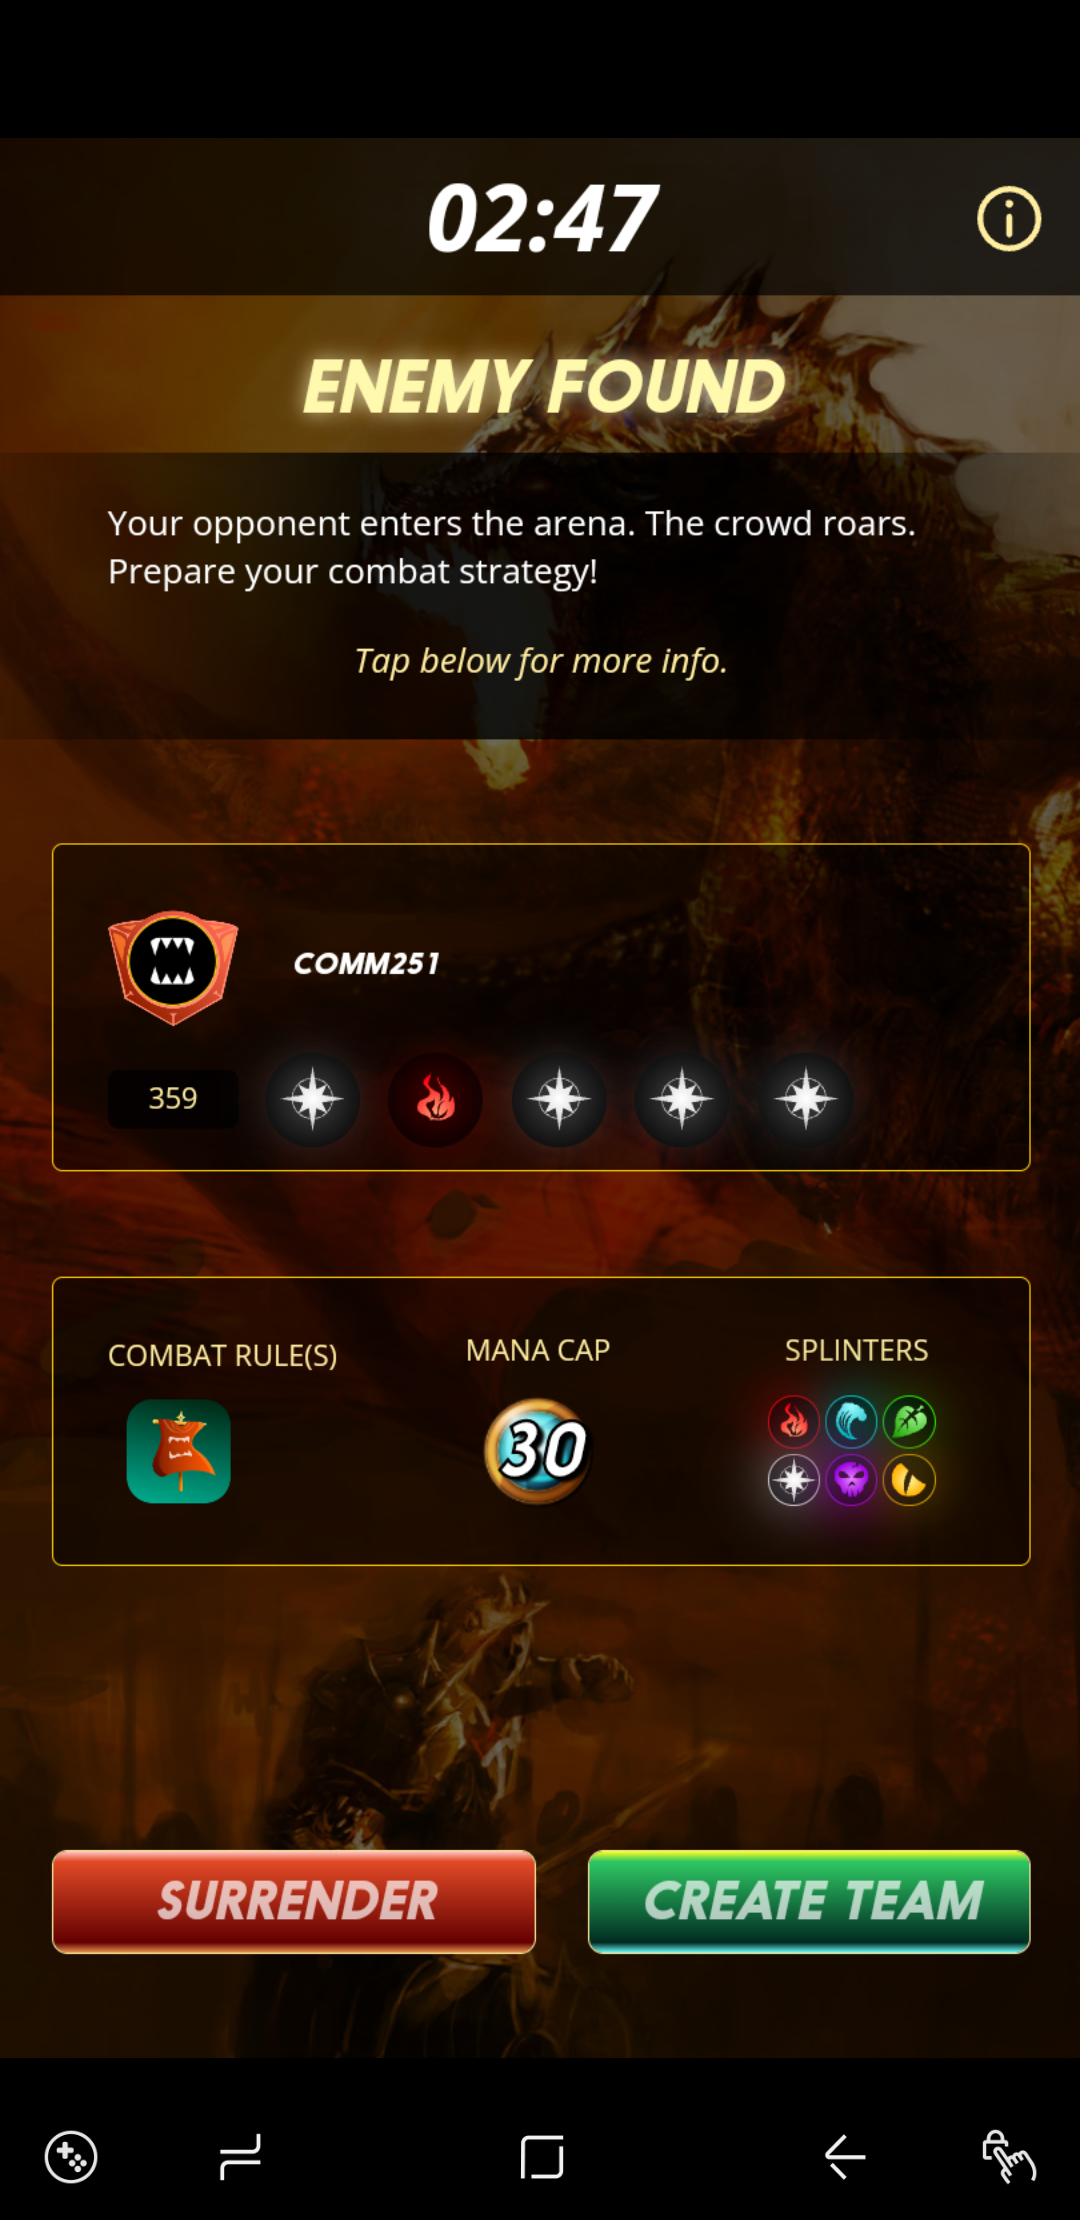 02:47
ENEMY FOUND
Your opponent enters the arena. The crowd roars.
Prepare your combat strategy!
Tap below for more info.
COMM251
359
COMBAT RULE(S)
MANA CAP
SPLINTERS
30
SURRENDER
CREATE TEAM